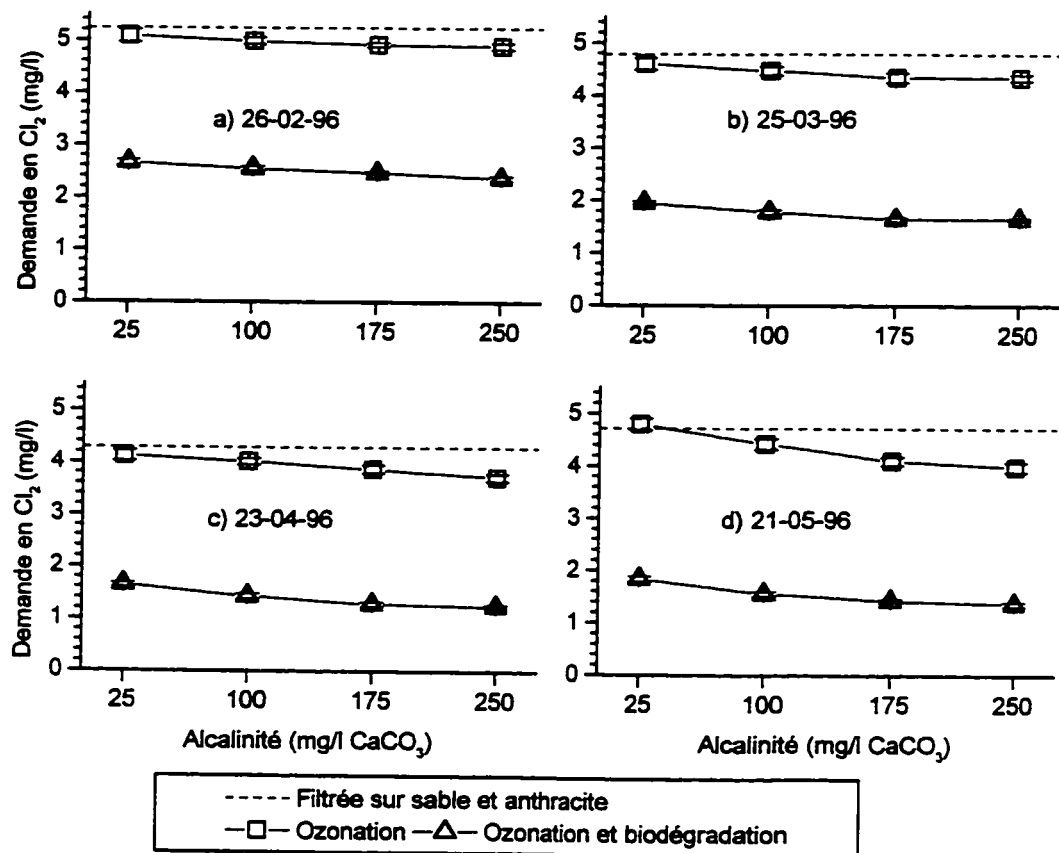 Demande en Cl₂ (mg/l)
5
4
3
2
1
0
a) 26-02-96
25 100 175 250
5
4
3
2
1
0
b) 25-03-96
25 100 175 250
Demande en Cl₂ (mg/l)
5
4
3
2
1
0
c) 23-04-96
25 100 175 250
Alcalinité (mg/l CaCO₃)
5
4
3
2
1
0
d) 21-05-96
25 100 175 250
Alcalinité (mg/l CaCO₃)
Filtrée sur sable et anthracite
Ozonation Ozonation et biodégradation